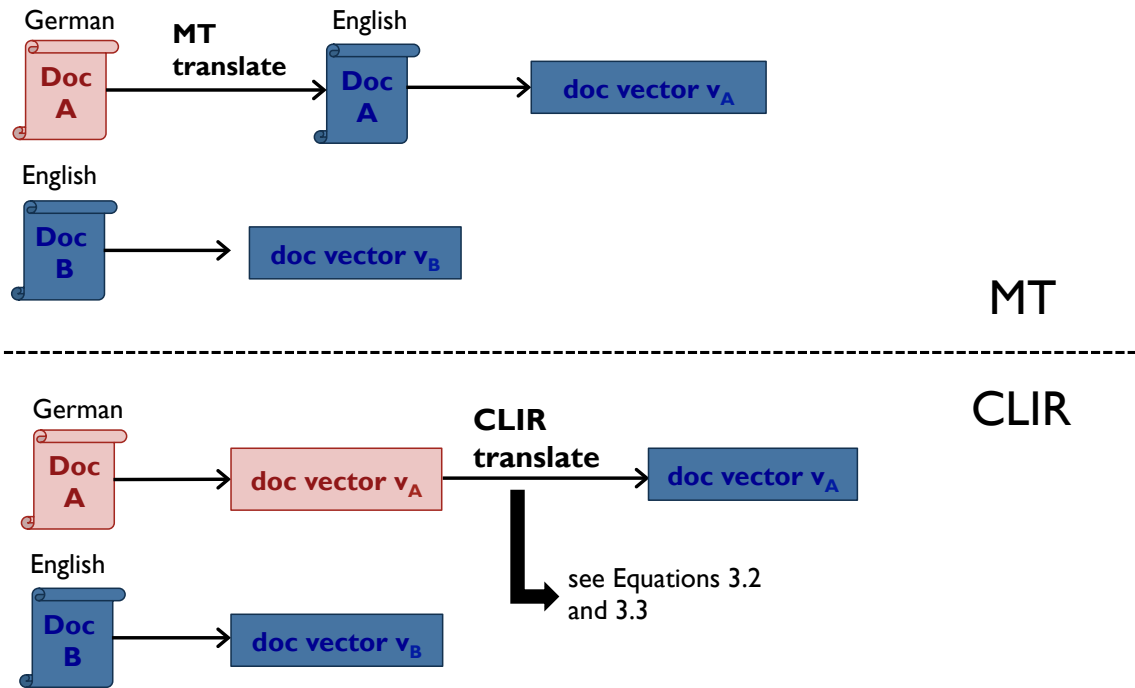 German
English
MT
translate
Doc
A
Doc
A
doc vector vA
English
Doc
B
doc vector vB
MT
CLIR
German
CLIR
translate
Doc
A
doc vector vA
doc vector vA
English
see Equations 3.2
and 3.3
Doc
B
doc vector vB